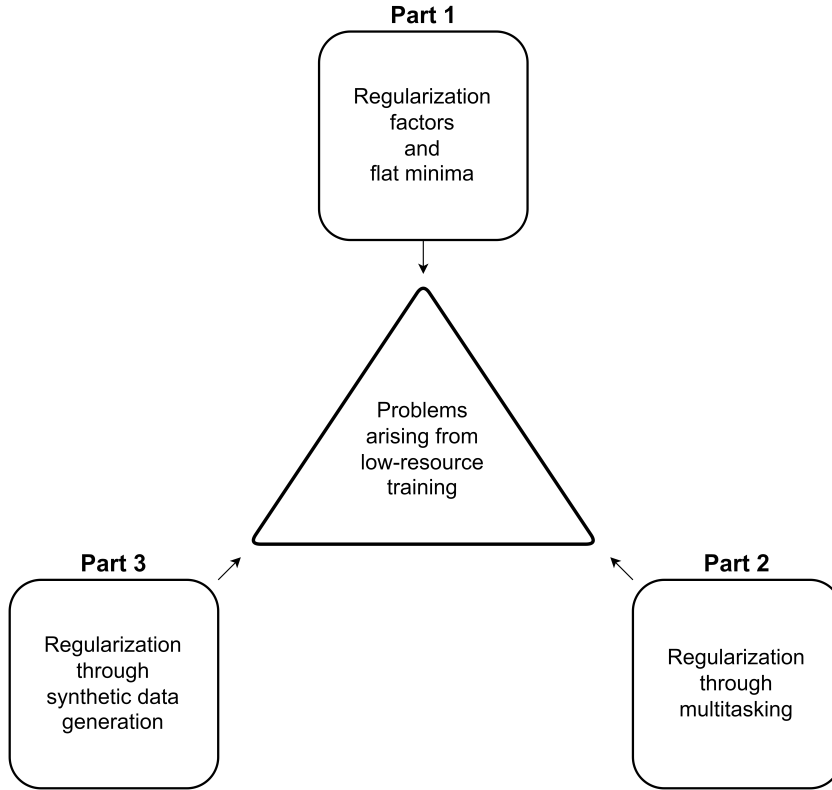 Part 1
Regularization
factors
and
flat minima
Problems
arising from
low-resource
training
Part 3
Regularization
through
synthetic data
generation
Part 2
Regularization
through
multitasking